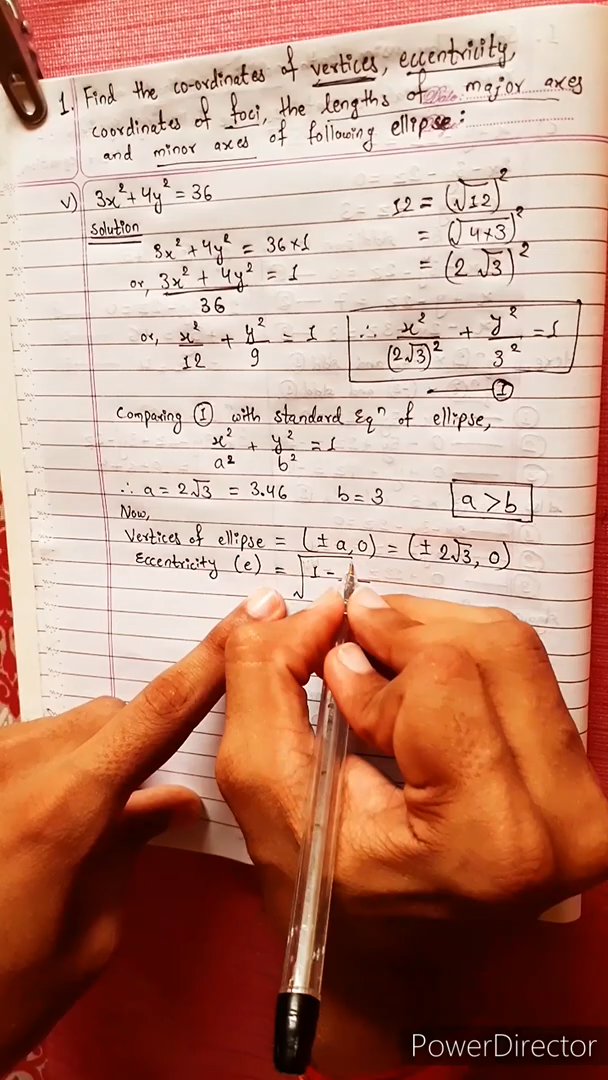 1. Find the co-ordinates of vertices, eccentricity,
coordinates of foci, the lengths of major axes
and minor axes of following ellipse:
v) 3x² + 4y² = 36
Solution
3x² + 4y² = 36×1
or, (3x² + 4y²)/36 = 1
or, x²/12 + y²/9 = 1
12 = (√12)²
= (√4×3)²
= (2√3)²
∴ x²/(2√3)² + y²/3² = 1
I
Comparing I with standard Eqⁿ of ellipse,
x²/a² + y²/b² = 1
∴ a = 2√3 = 3.46 b = 3 a > b
Now,
Vertices of ellipse = (± a, 0) = (± 2√3, 0)
Eccentricity (e) = √1 -
PowerDirector